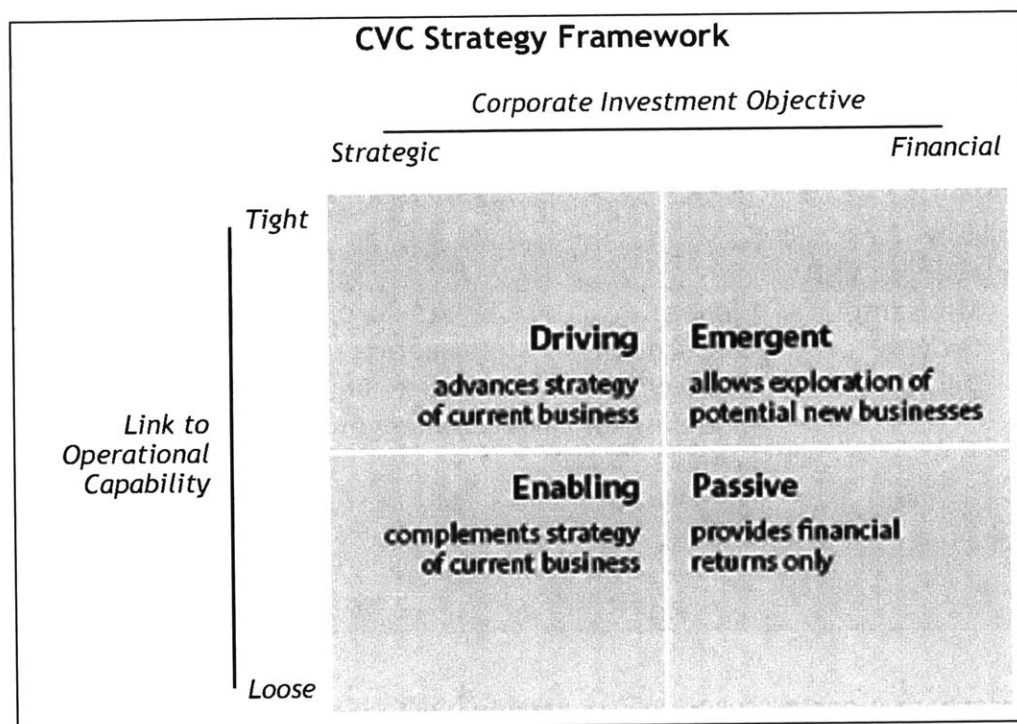 CVC Strategy Framework
Corporate Investment Objective
Strategic
Financial
Tight
Link to
Operational
Capability
Loose
Driving
advances strategy
of current business
Emergent
allows exploration of
potential new businesses
Enabling
complements strategy
of current business
Passive
provides financial
returns only